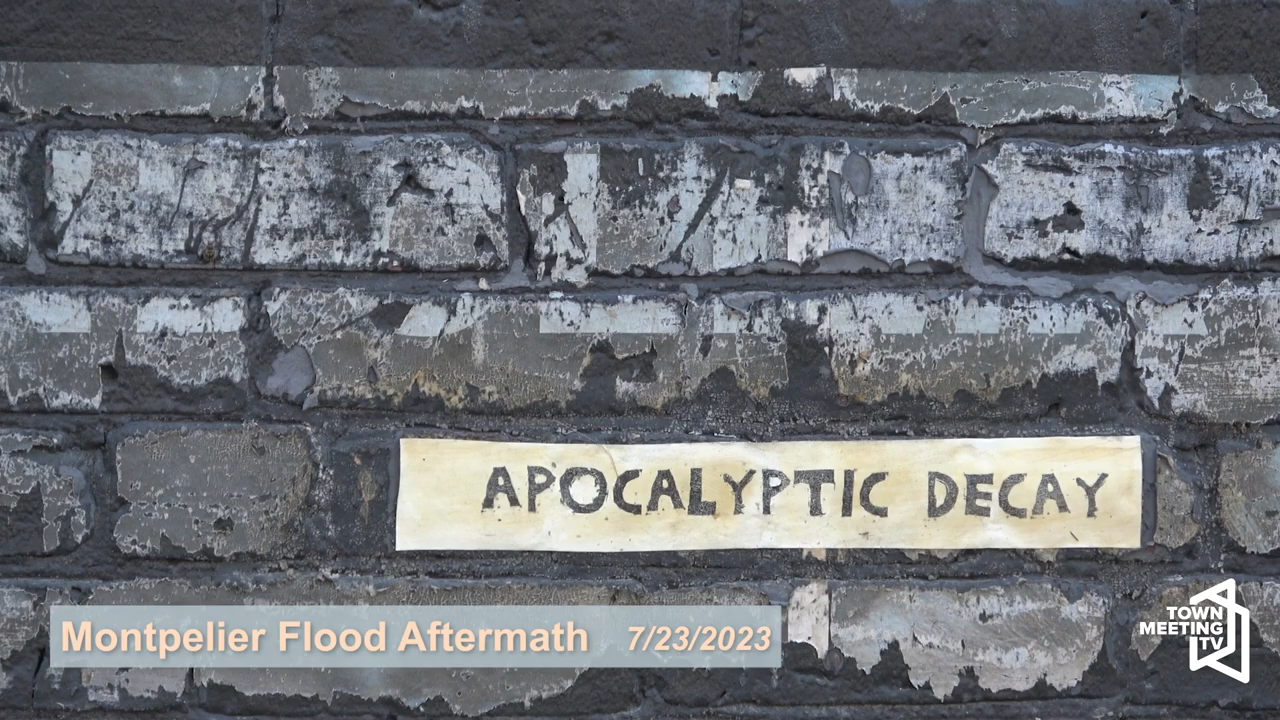 APOCALYPTIC DECAY
Montpelier Flood Aftermath 7/23/2023
TOWN
MEETING
TV